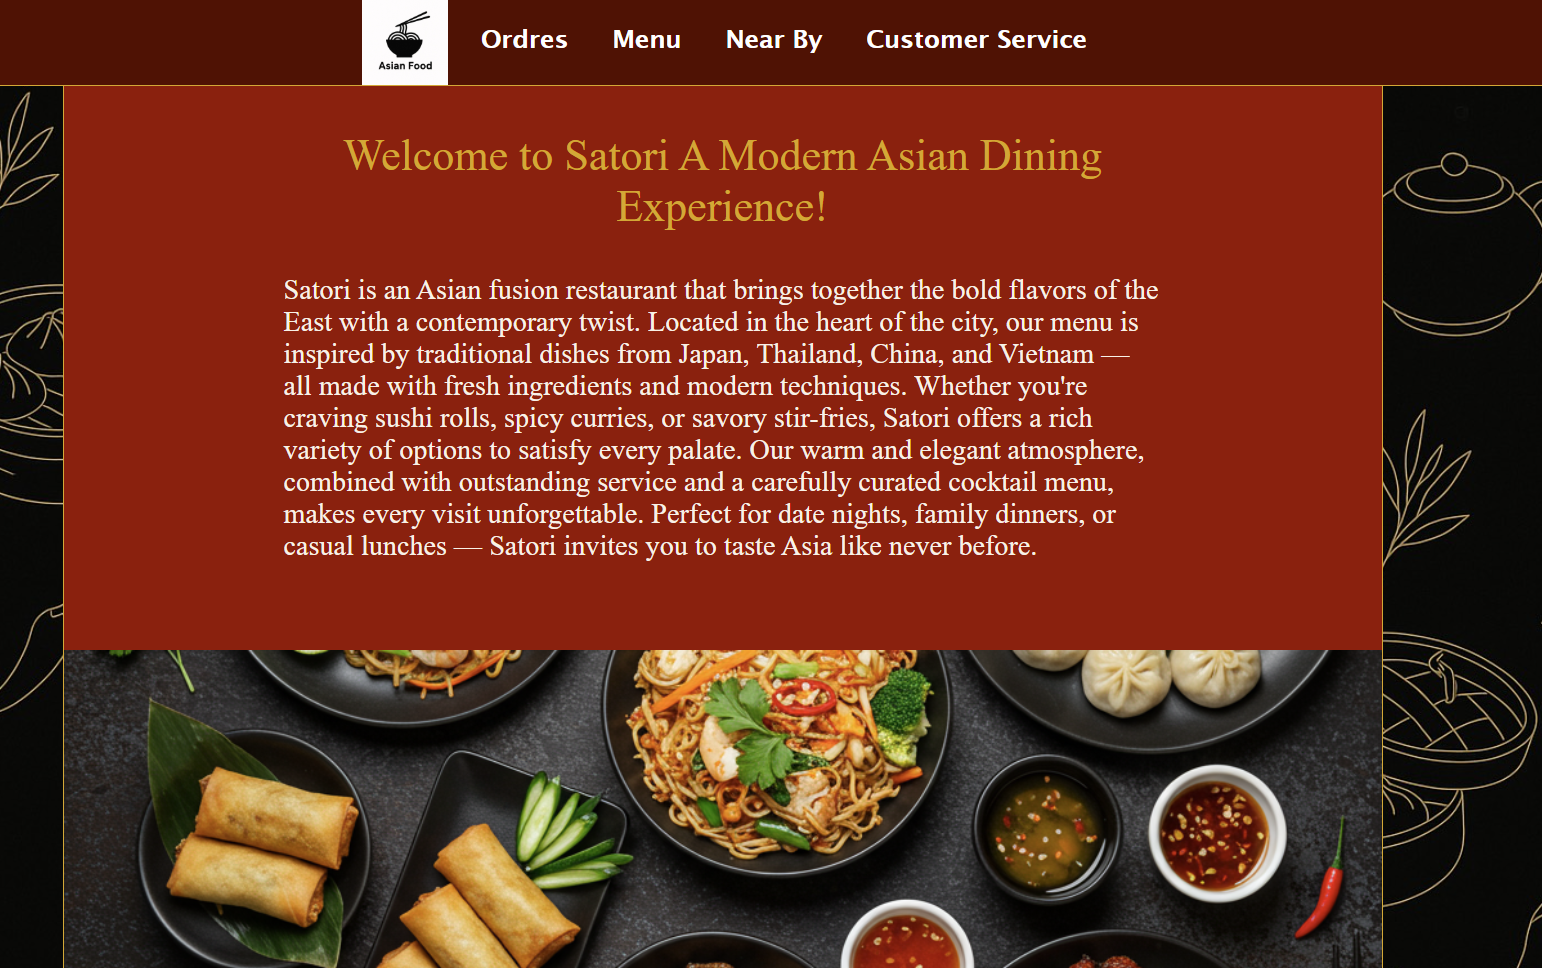 Asian Food
Ordres
Menu
Near By
Customer Service
Welcome to Satori A Modern Asian Dining
Experience!
Satori is an Asian fusion restaurant that brings together the bold flavors of the
East with a contemporary twist. Located in the heart of the city, our menu is
inspired by traditional dishes from Japan, Thailand, China, and Vietnam —
all made with fresh ingredients and modern techniques. Whether you're
craving sushi rolls, spicy curries, or savory stir-fries, Satori offers a rich
variety of options to satisfy every palate. Our warm and elegant atmosphere,
combined with outstanding service and a carefully curated cocktail menu,
makes every visit unforgettable. Perfect for date nights, family dinners, or
casual lunches — Satori invites you to taste Asia like never before.